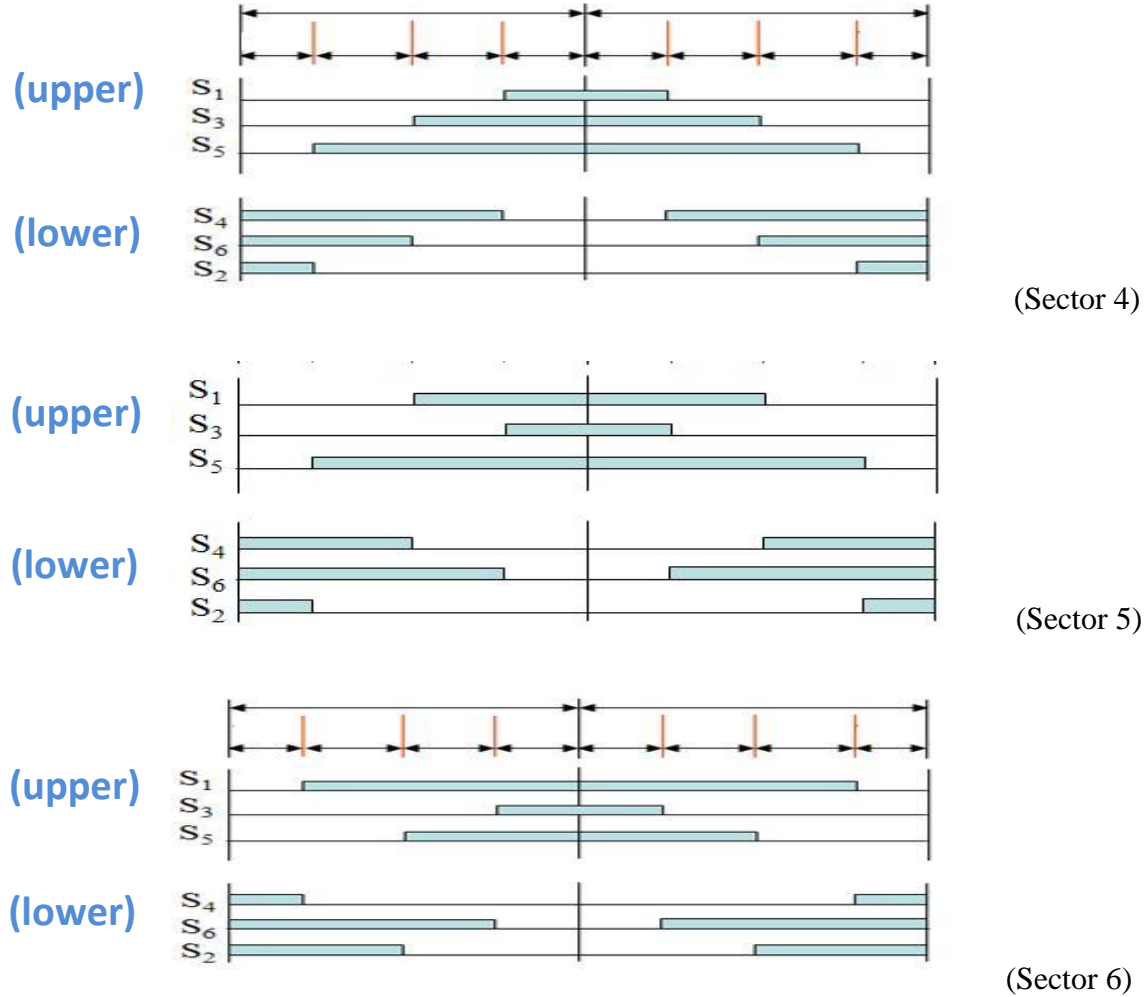 (upper)
S1
S3
S5
(lower)
S4
S6
S2
(Sector 4)
(upper)
S1
S3
S5
(lower)
S4
S6
S2
(Sector 5)
(upper)
S1
S3
S5
(lower)
S4
S6
S2
(Sector 6)